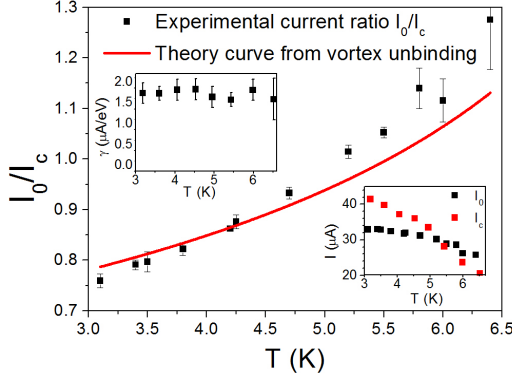 Experimental current ratio I0/Ic
Theory curve from vortex unbinding
I0/Ic
1.3
1.2
1.1
1.0
0.9
0.8
0.7
3.0 3.5 4.0 4.5 5.0 5.5 6.0 6.5
T (K)
γ (μA/eV)
2.0
1.5
1.0
0.5
0.0
3 4 5 6
T (K)
I (μA)
40
30
20
3 4 5 6
T (K)
I0
Ic